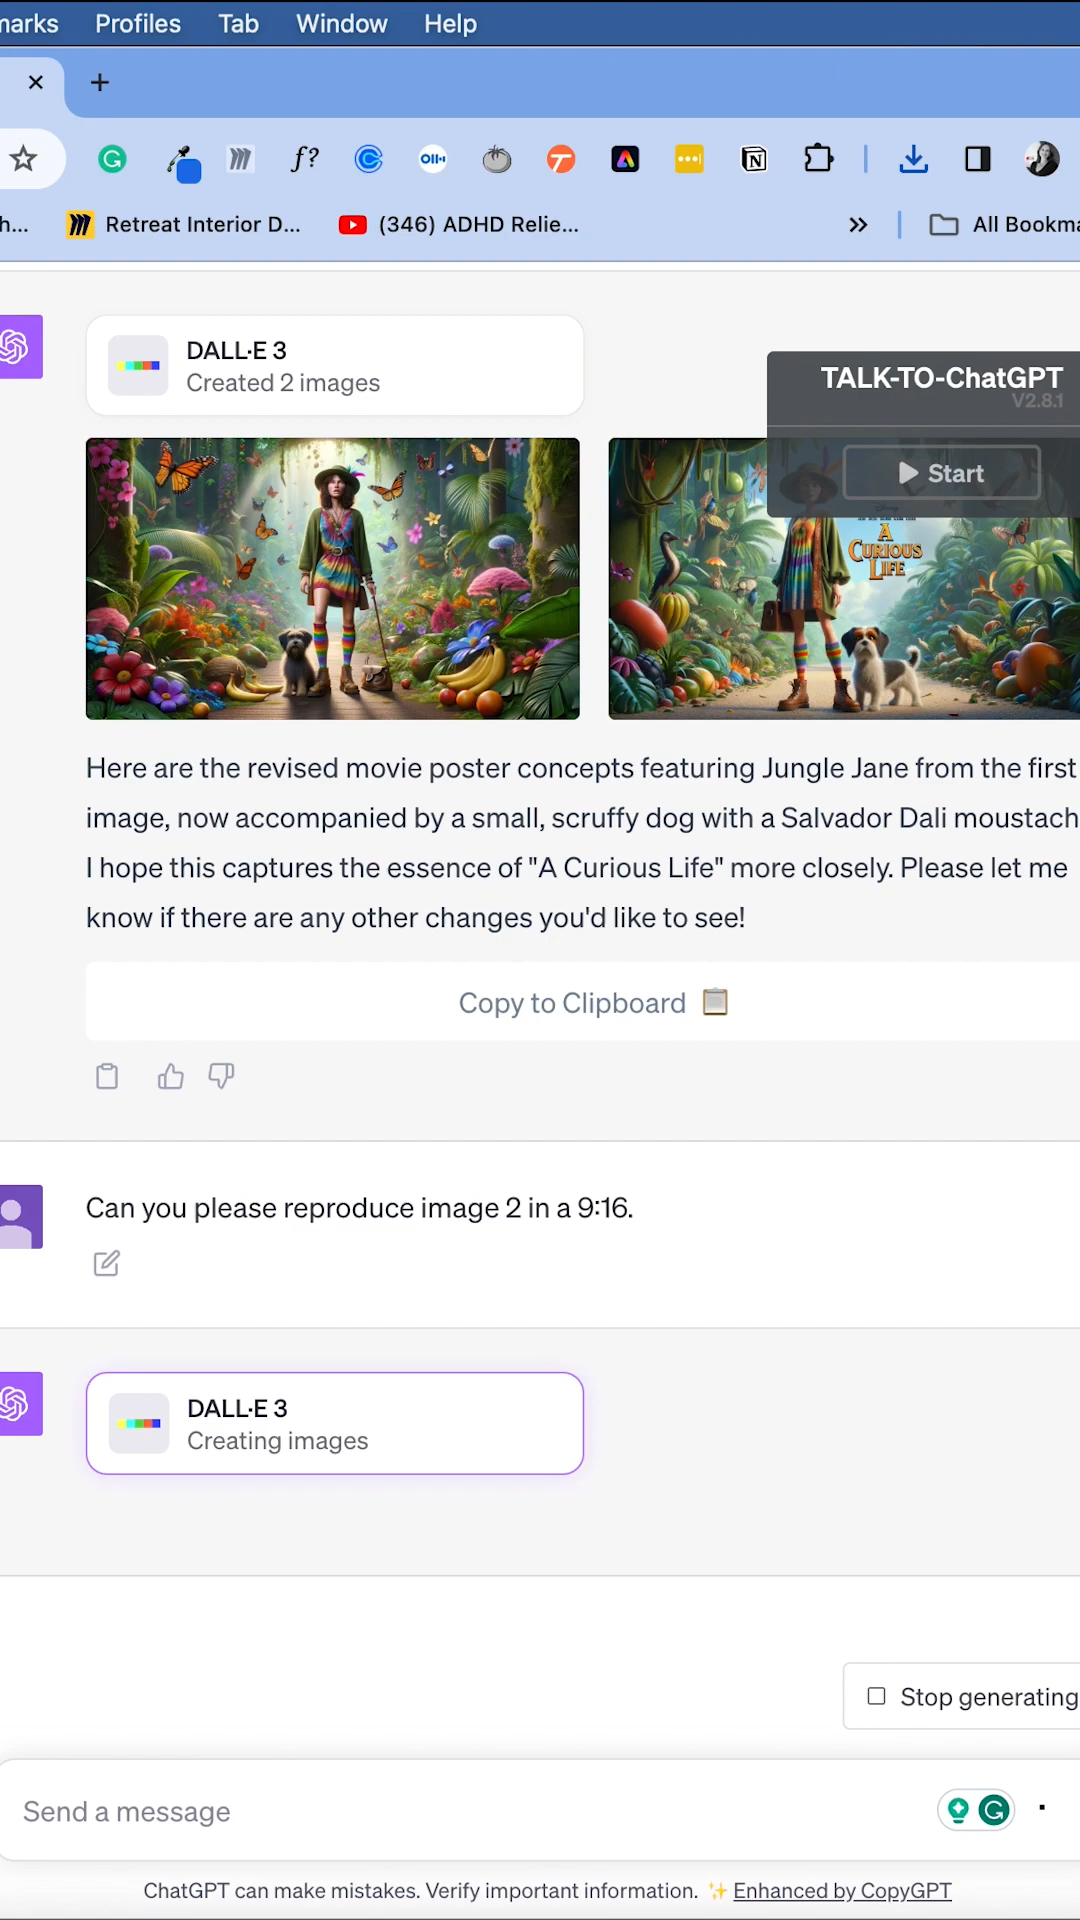 marks Profiles Tab Window Help
f?
h... Retreat Interior D... (346) ADHD Relie... All Bookma
DALL·E 3
Created 2 images
TALK-TO-ChatGPT
V2.8.1
Start
A
CURIOUS
LIFE
Here are the revised movie poster concepts featuring Jungle Jane from the first
image, now accompanied by a small, scruffy dog with a Salvador Dali moustach
I hope this captures the essence of "A Curious Life" more closely. Please let me
know if there are any other changes you'd like to see!
Copy to Clipboard
Can you please reproduce image 2 in a 9:16.
DALL·E 3
Creating images
Stop generating
Send a message
ChatGPT can make mistakes. Verify important information. ✨ Enhanced by CopyGPT